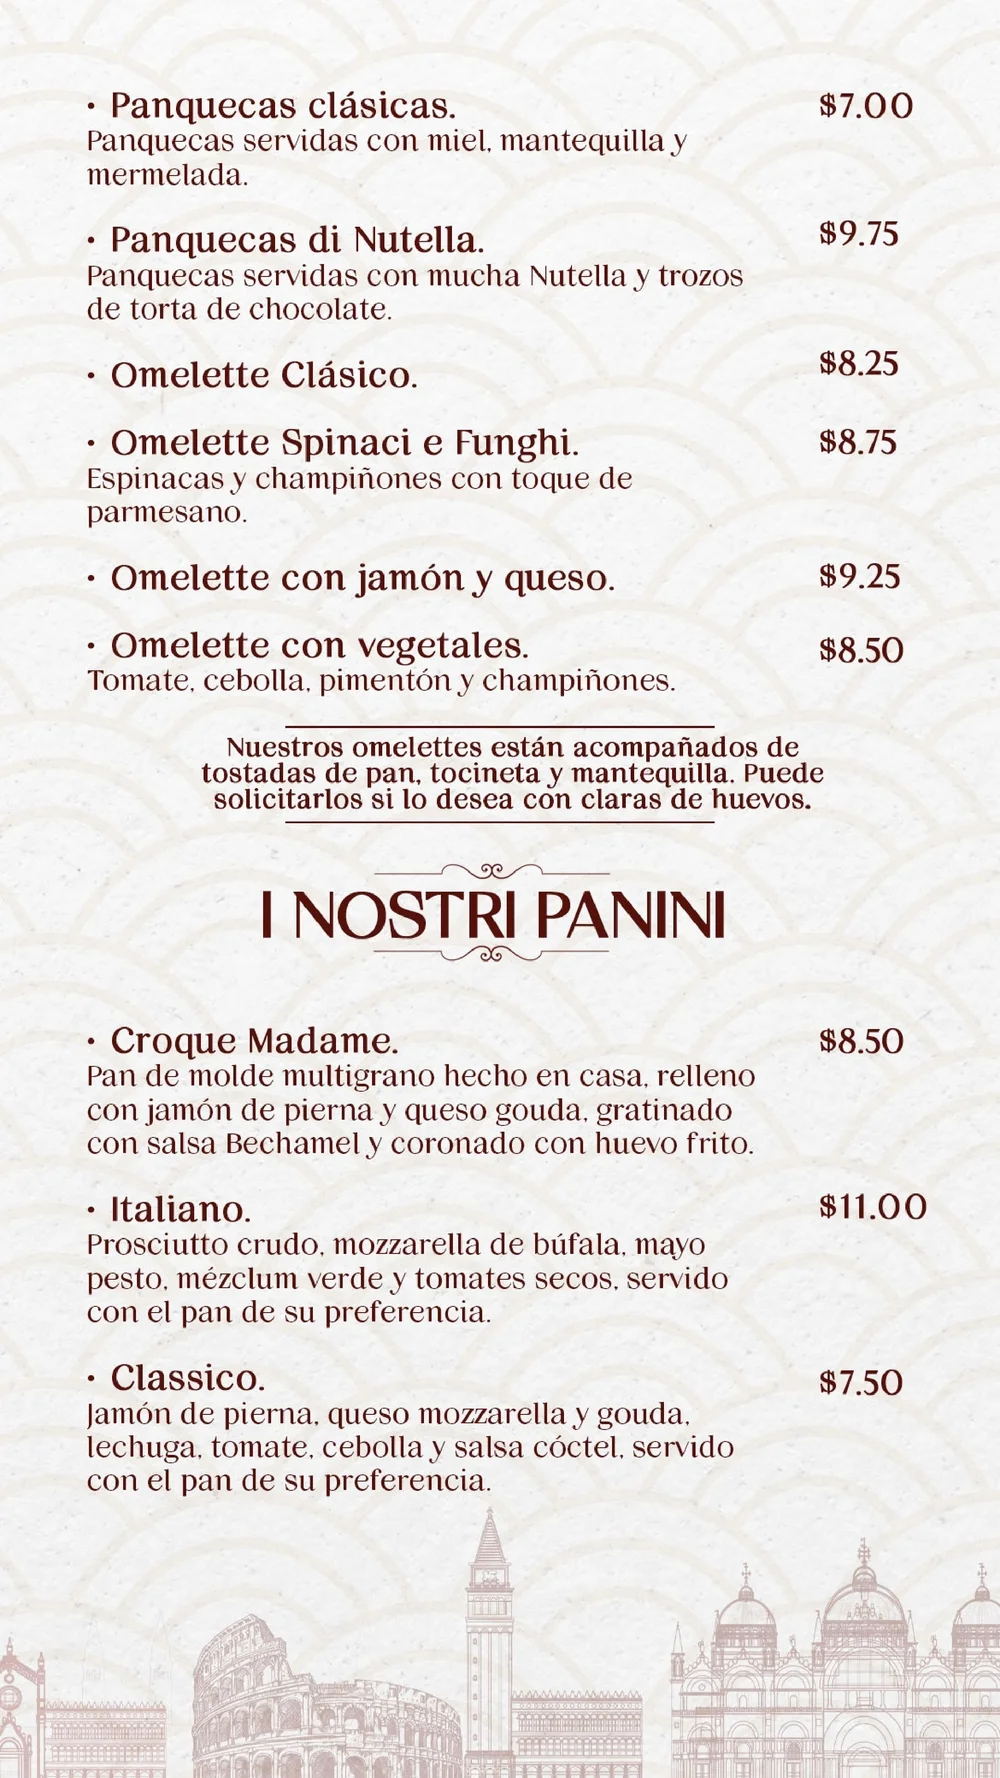 · Panquecas clásicas. $7.00
Panquecas servidas con miel, mantequilla y
mermelada.
· Panquecas di Nutella. $9.75
Panquecas servidas con mucha Nutella y trozos
de torta de chocolate.
· Omelette Clásico. $8.25
· Omelette Spinaci e Funghi. $8.75
Espinacas y champiñones con toque de
parmesano.
· Omelette con jamón y queso. $9.25
· Omelette con vegetales. $8.50
Tomate, cebolla, pimentón y champiñones.
Nuestros omelettes están acompañados de
tostadas de pan, tocineta y mantequilla. Puede
solicitarlos si lo desea con claras de huevos.
I NOSTRI PANINI
· Croque Madame. $8.50
Pan de molde multigrano hecho en casa, relleno
con jamón de pierna y queso gouda, gratinado
con salsa Bechamel y coronado con huevo frito.
· Italiano. $11.00
Prosciutto crudo, mozzarella de búfala, mayo
pesto, mézclum verde y tomates secos, servido
con el pan de su preferencia.
· Classico. $7.50
Jamón de pierna, queso mozzarella y gouda,
lechuga, tomate, cebolla y salsa cóctel, servido
con el pan de su preferencia.